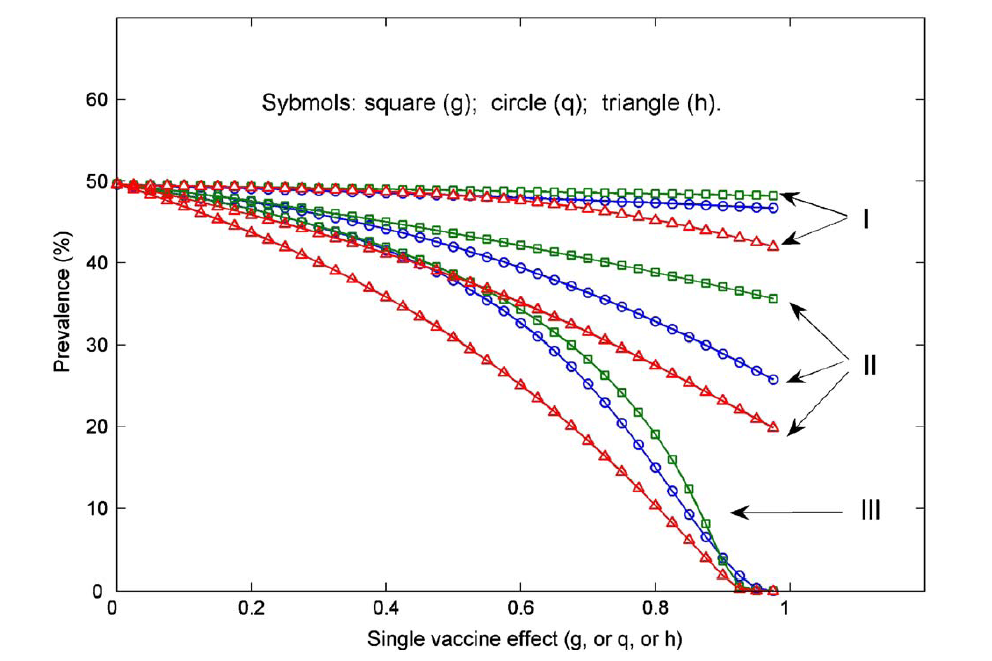 Sybmols: square (g); circle (q); triangle (h).
60
50
40
30
20
10
0
Prevalence (%)
I
II
III
0
0.2
0.4
0.6
0.8
1
Single vaccine effect (g, or q, or h)